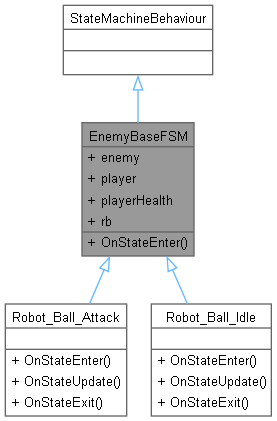 StateMachineBehaviour
EnemyBaseFSM
+ enemy
+ player
+ playerHealth
+ rb
+ OnStateEnter()
Robot_Ball_Attack
+ OnStateEnter()
+ OnStateUpdate()
+ OnStateExit()
Robot_Ball_Idle
+ OnStateEnter()
+ OnStateUpdate()
+ OnStateExit()